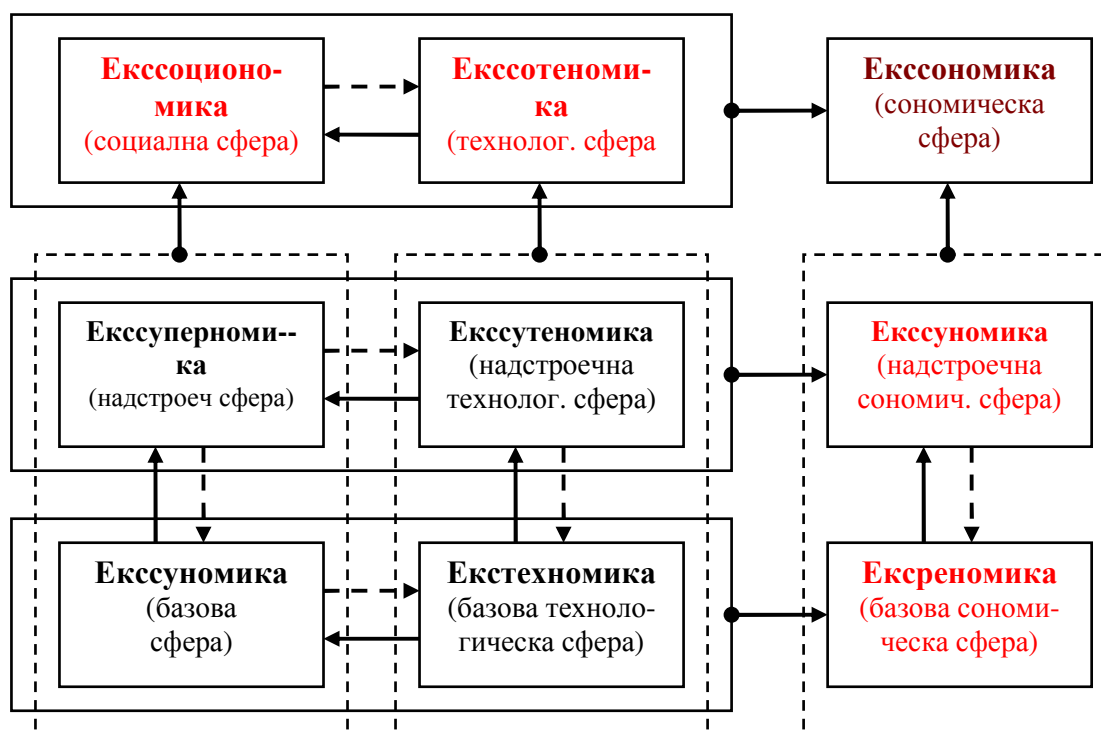 Екссоционо-
мика
(социална сфера)
Екссотеноми-
ка
(технолог. сфера
Екссономика
(сономическа
сфера)
Екссуперноми--
ка
(надстроеч сфера)
Екссутеномика
(надстроечна
технолог. сфера)
Екссуномика
(надстроечна
сономич. сфера)
Екссуномика
(базова
сфера)
Екстехномика
(базова техноло-
гическа сфера)
Ексреномика
(базова сономи-
ческа сфера)